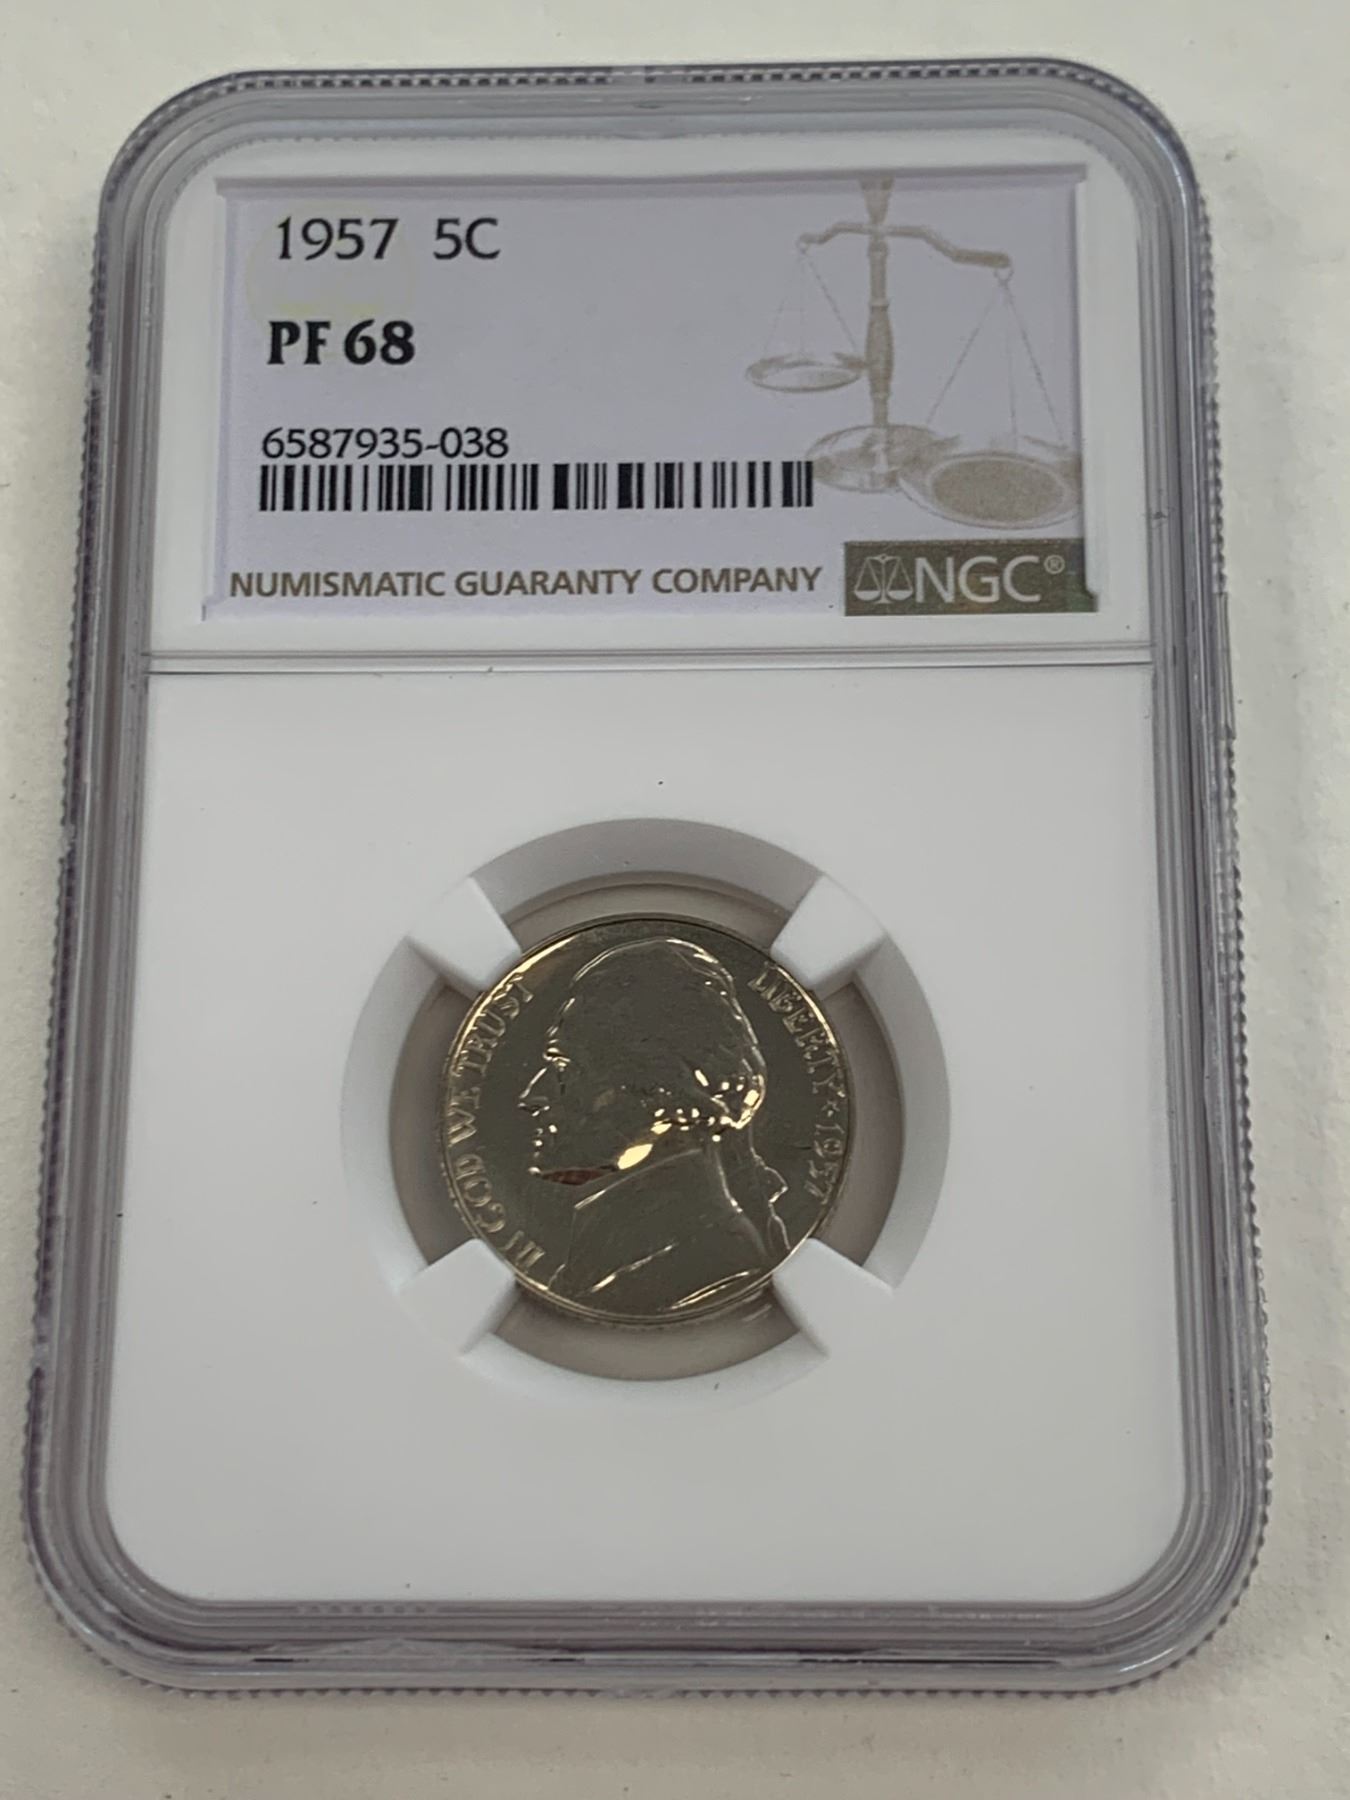 1957 5C
PF 68
6587935-038
NUMISMATIC GUARANTY COMPANY NGC®
IN GOD WE TRUST
LIBERTY ★ 1957